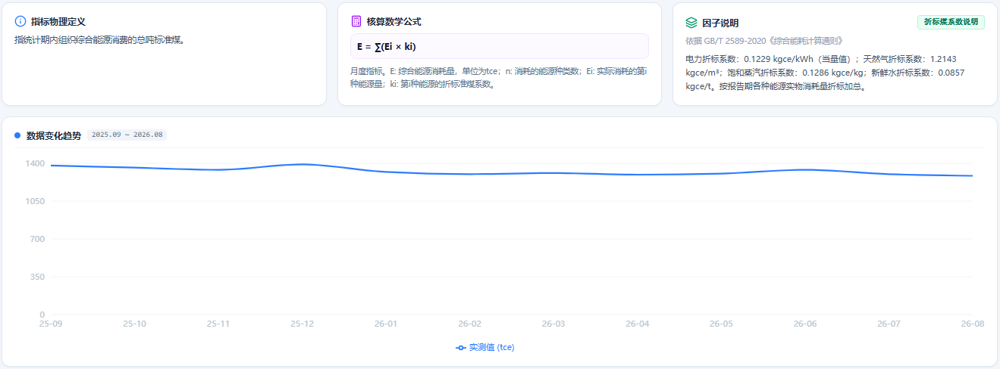 指标物理定义
指统计期内组织综合能源消费的总吨标准煤。
核算数学公式
E = ∑(Ei × ki)
月度指标。E: 综合能源消耗量，单位为tce；n: 消耗的能源种类数；Ei: 实际消耗的第i
种能源量；ki: 第i种能源的折标准煤系数。
因子说明
折标煤系数说明
依据 GB/T 2589-2020《综合能耗计算通则》
电力折标系数：0.1229 kgce/kWh（当量值）；天然气折标系数：1.2143
kgce/m³；饱和蒸汽折标系数：0.1286 kgce/kg；新鲜水折标系数：0.0857
kgce/t。按报告期各种能源实物消耗量折标加总。
数据变化趋势
2025.09 ~ 2026.08
1400
1050
700
350
0
25-09 25-10 25-11 25-12 26-01 26-02 26-03 26-04 26-05 26-06 26-07 26-08
实测值 (tce)